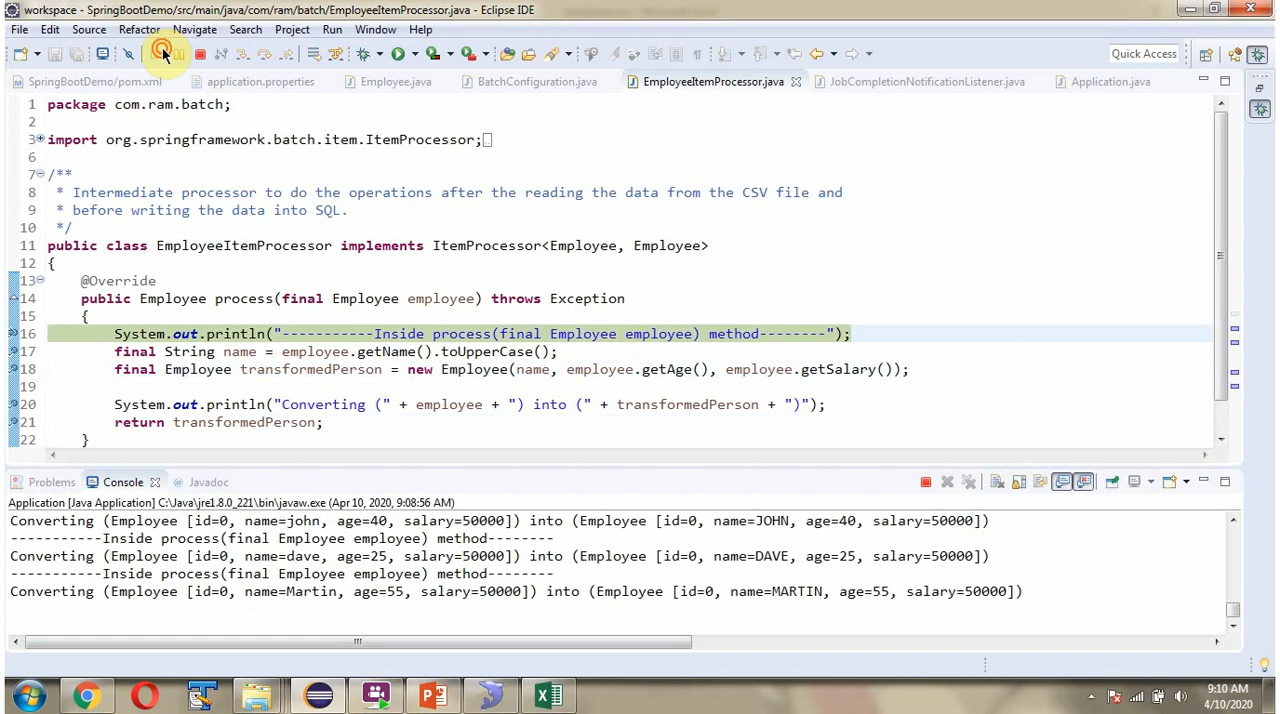 workspace - SpringBootDemo/src/main/java/com/ram/batch/EmployeeItemProcessor.java - Eclipse IDE
File Edit Source Refactor Navigate Search Project Run Window Help
Quick Access
SpringBootDemo/pom.xml application.properties Employee.java BatchConfiguration.java EmployeeItemProcessor.java JobCompletionNotificationListener.java Application.java
1 package com.ram.batch;
2
3 import org.springframework.batch.item.ItemProcessor;
6
7 /**
8 * Intermediate processor to do the operations after the reading the data from the CSV file and
9 * before writing the data into SQL.
10 */
11 public class EmployeeItemProcessor implements ItemProcessor<Employee, Employee>
12 {
13 @Override
14 public Employee process(final Employee employee) throws Exception
15 {
16 System.out.println("-----------Inside process(final Employee employee) method--------");
17 final String name = employee.getName().toUpperCase();
18 final Employee transformedPerson = new Employee(name, employee.getAge(), employee.getSalary());
19
20 System.out.println("Converting (" + employee + ") into (" + transformedPerson + ")");
21 return transformedPerson;
22 }
Problems Console Javadoc
Application [Java Application] C:\Java\jre1.8.0_221\bin\javaw.exe (Apr 10, 2020, 9:08:56 AM)
Converting (Employee [id=0, name=john, age=40, salary=50000]) into (Employee [id=0, name=JOHN, age=40, salary=50000])
-----------Inside process(final Employee employee) method--------
Converting (Employee [id=0, name=dave, age=25, salary=50000]) into (Employee [id=0, name=DAVE, age=25, salary=50000])
-----------Inside process(final Employee employee) method--------
Converting (Employee [id=0, name=Martin, age=55, salary=50000]) into (Employee [id=0, name=MARTIN, age=55, salary=50000])
9:10 AM
4/10/2020